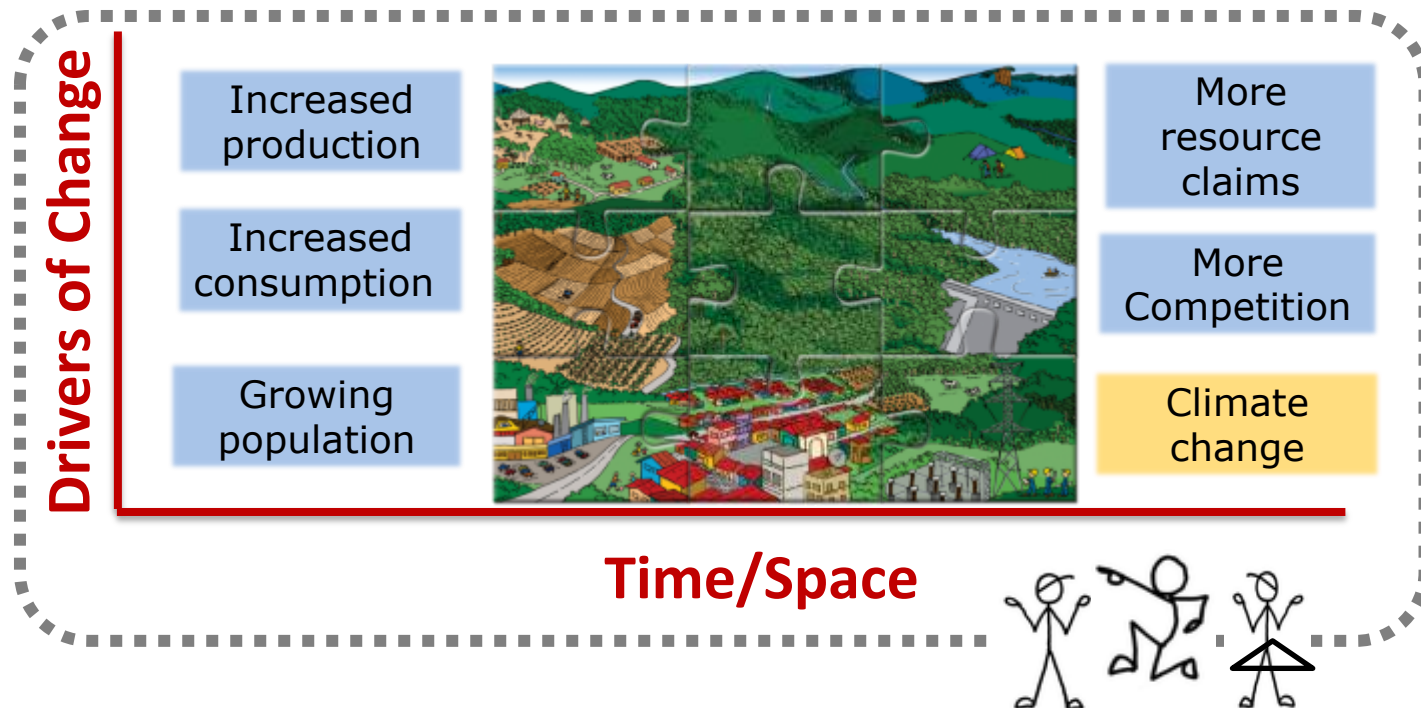 Drivers of Change
Increased
production
Increased
consumption
Growing
population
More
resource
claims
More
Competition
Climate
change
Time/Space